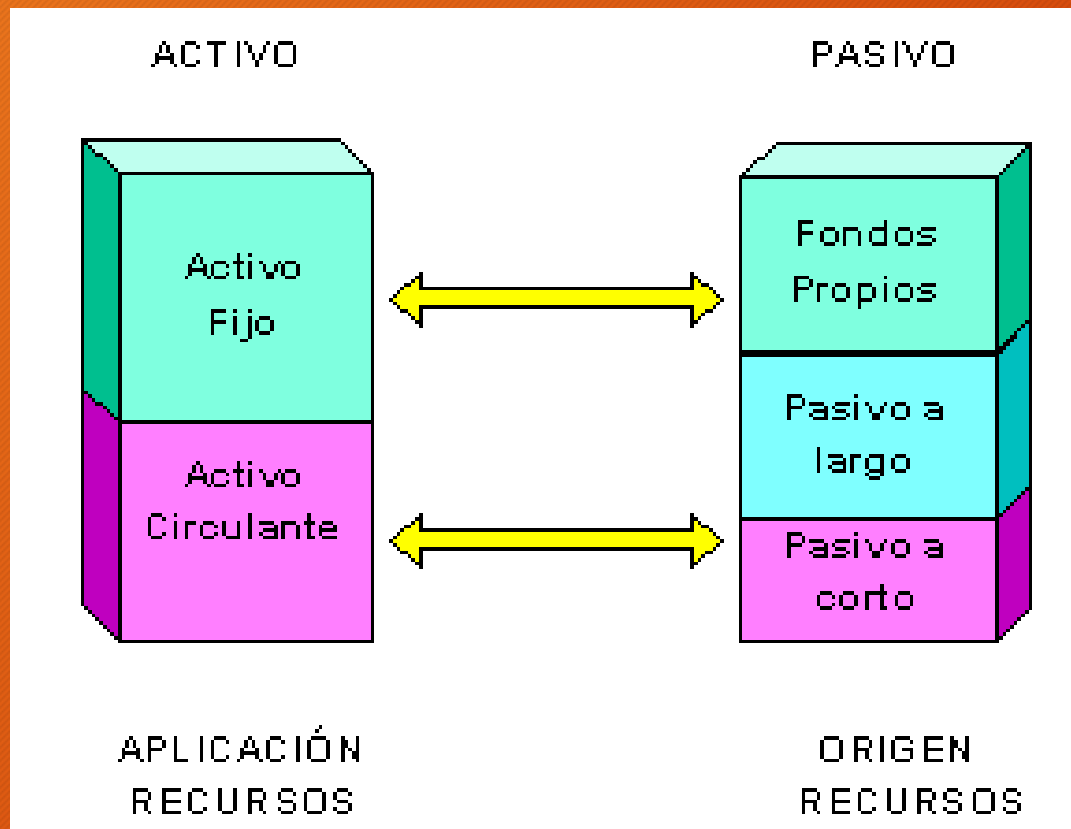 ACTIVO
PASIVO
Activo
Fijo
Activo
Circulante
Fondos
Propios
Pasivo a
largo
Pasivo a
corto
APLICACIÓN
RECURSOS
ORIGEN
RECURSOS